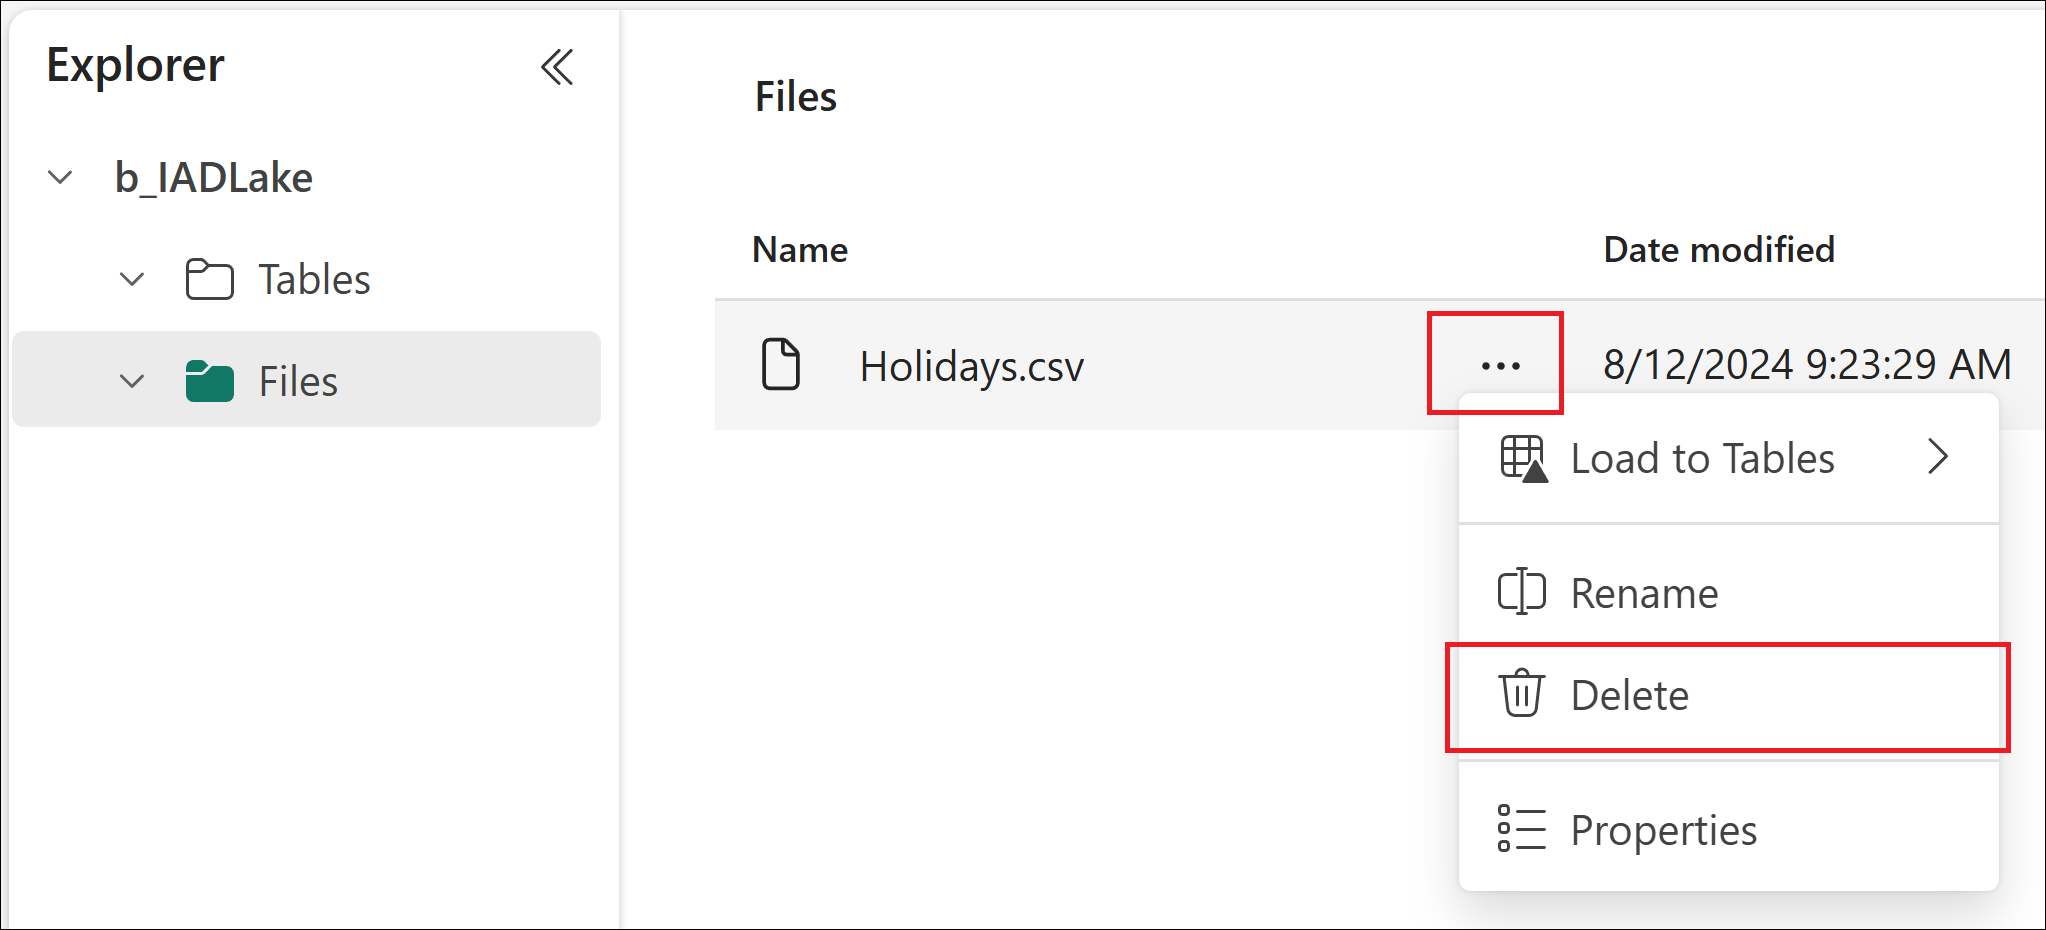 Explorer
b_IADLake
Tables
Files
Files
Name
Date modified
Holidays.csv
...
8/12/2024 9:23:29 AM
Load to Tables
Rename
Delete
Properties